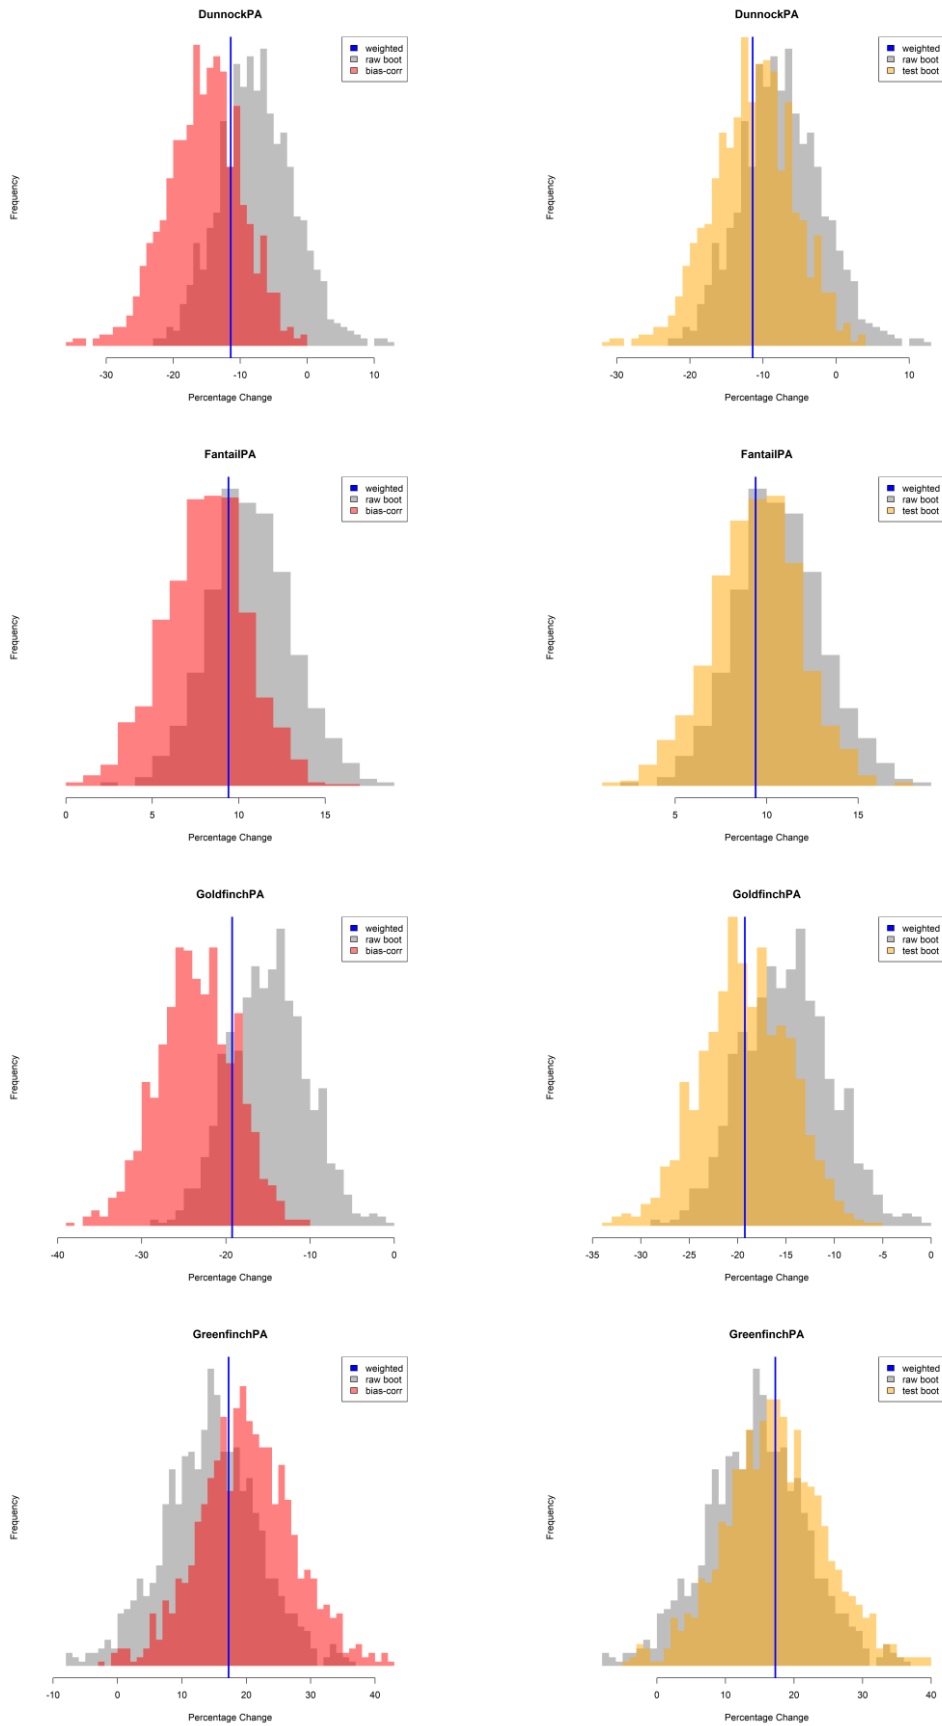 DunnockPA
weighted
raw boot
bias-corr
Frequency
-30 -20 -10 0 10
Percentage Change
DunnockPA
weighted
raw boot
test boot
Frequency
-30 -20 -10 0 10
Percentage Change
FantailPA
weighted
raw boot
bias-corr
Frequency
0 5 10 15
Percentage Change
FantailPA
weighted
raw boot
test boot
Frequency
5 10 15
Percentage Change
GoldfinchPA
weighted
raw boot
bias-corr
Frequency
-40 -30 -20 -10 0
Percentage Change
GoldfinchPA
weighted
raw boot
test boot
Frequency
-35 -30 -25 -20 -15 -10 -5 0
Percentage Change
GreenfinchPA
weighted
raw boot
bias-corr
Frequency
-10 0 10 20 30 40
Percentage Change
GreenfinchPA
weighted
raw boot
test boot
Frequency
0 10 20 30 40
Percentage Change